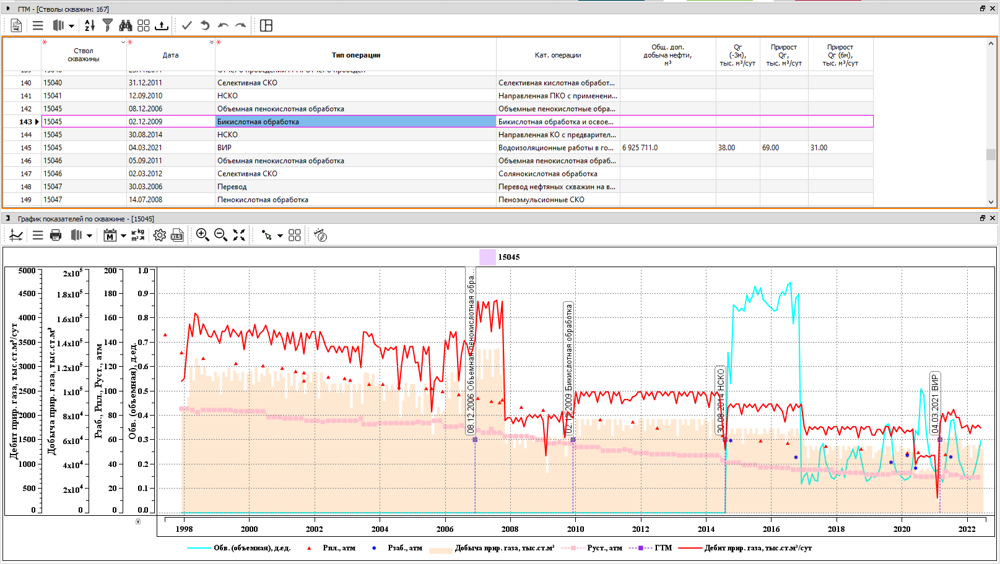 ГТМ - [Стволы скважин: 167]
Ствол скважины
Дата
Тип операции
Кат. операции
Общ. доп. добыча нефти, м³
Qг (-3м), тыс. м³/сут
Прирост Qг, тыс. м³/сут
Прирост Qг (6м), тыс. м³/сут
140 15040 31.12.2011 Селективная СКО Селективная кислотная обработ...
141 15041 12.09.2010 НСКО Направленная ПКО с применени...
142 15045 08.12.2006 Объемная пенокислотная обработка Объемные пенокислотные обра...
143 15045 02.12.2009 Бикислотная обработка Бикислотная обработка и освое...
144 15045 30.08.2014 НСКО Направленная КО с предварител...
145 15045 04.03.2021 ВИР Водоизоляционные работы в го... 6 925 711.0 38.00 69.00 31.00
146 15046 05.09.2011 Объемная пенокислотная обработка Объемная пенокислотная обраб...
147 15046 02.03.2012 Селективная СКО Солянокислотная обработка
148 15047 30.03.2006 Перевод Перевод нефтяных скважин на в...
149 15047 14.07.2008 Пенокислотная обработка Пеноэмульсионные СКО
График показателей по скважине - [15045]
M
kg
m³
XLS
15045
Дебит прир. газа, тыс.ст.м³/сут
5000
4500
4000
3500
3000
2500
2000
1500
1000
500
0
Добыча прир. газа, тыс.ст.м³
2x10⁵
1.8x10⁵
1.6x10⁵
1.4x10⁵
1.2x10⁵
1x10⁵
8x10⁴
6x10⁴
4x10⁴
2x10⁴
0
Рзаб., Рпл., Руст., атм
200
180
160
140
120
100
80
60
40
20
0
Обв. (объемная), д.ед.
1.0
0.9
0.8
0.7
0.6
0.5
0.4
0.3
0.2
0.1
0.0
08.12.2006 Объемная пенокислотная обра...
02.12.2009 Бикислотная обработка
30.08.2014 НСКО
04.03.2021 ВИР
1998 2000 2002 2004 2006 2008 2010 2012 2014 2016 2018 2020 2022
Обв. (объемная), д.ед. Рпл., атм Рзаб., атм Добыча прир. газа, тыс.ст.м³ Руст., атм ГТМ Дебит прир. газа, тыс.ст.м³/сут